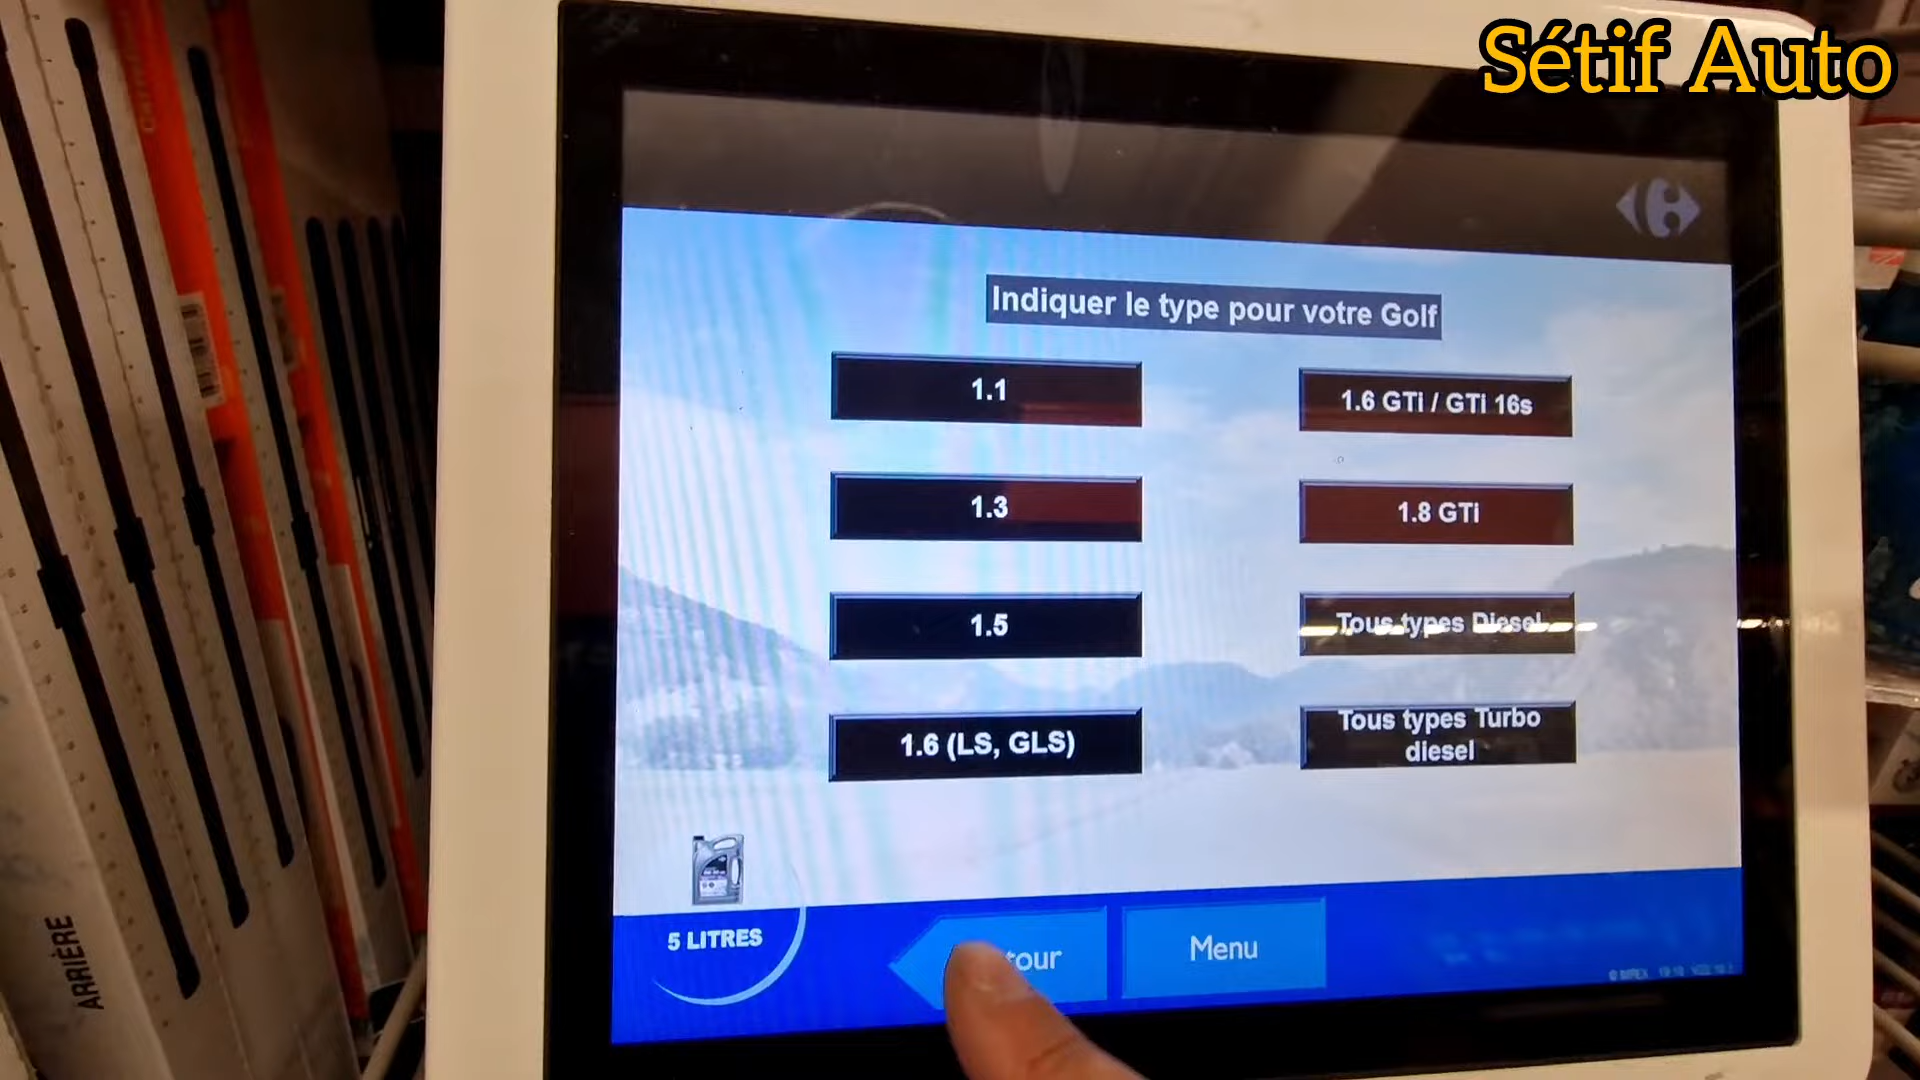 Sétif Auto
Indiquer le type pour votre Golf
1.1
1.6 GTi / GTi 16s
1.3
1.8 GTi
1.5
Tous types Diesel
1.6 (LS, GLS)
Tous types Turbo
diesel
5 LITRES
tour
Menu
ARRIÈRE